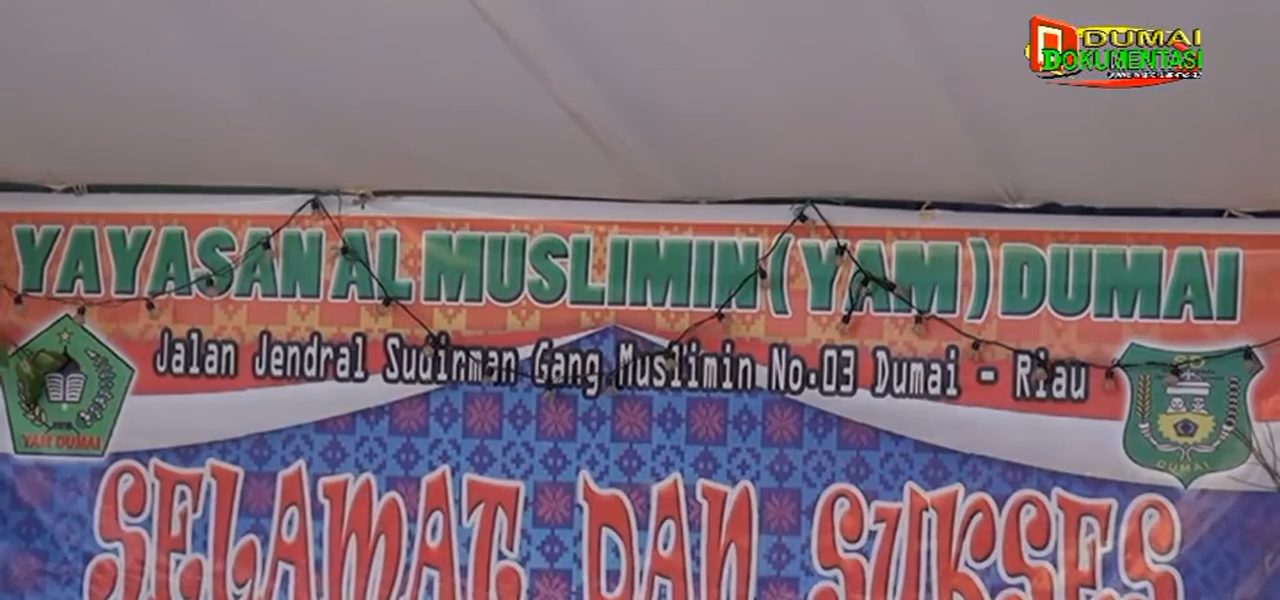 DUMAI
DOKUMENTASI
YAYASAN AL MUSLIMIN (YAM) DUMAI
Jalan Jendral Sudirman Gang Muslimin No.03 Dumai - Riau
YAM DUMAI
SD
DUMAI
SELAMAT DAN SUKSES